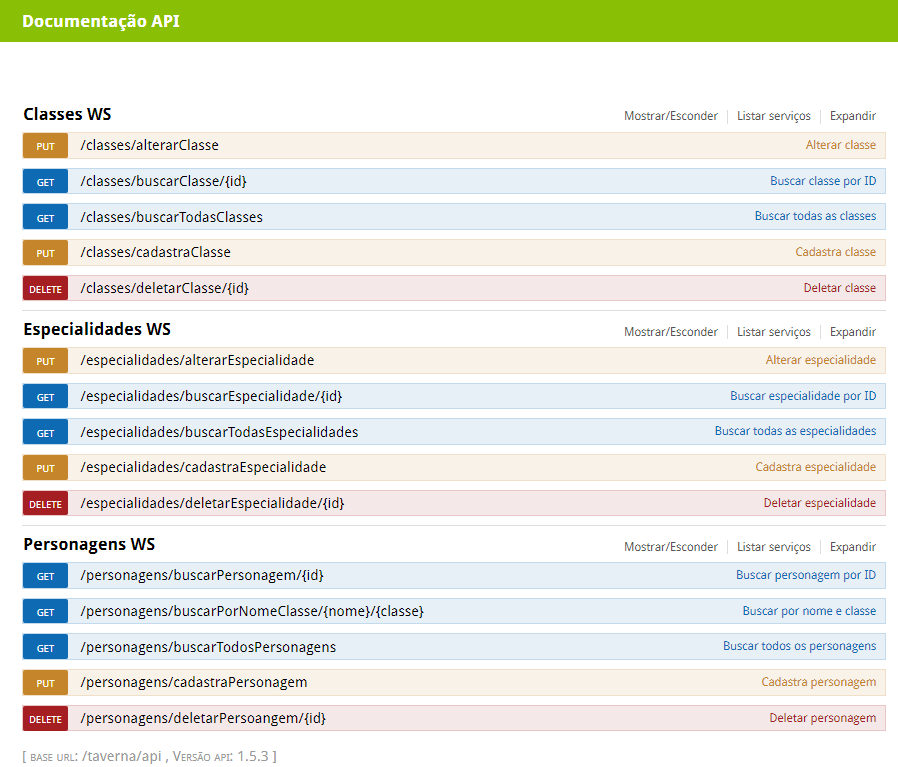 Documentação API
Classes WS Mostrar/Esconder Listar serviços Expandir
PUT /classes/alterarClasse Alterar classe
GET /classes/buscarClasse/{id} Buscar classe por ID
GET /classes/buscarTodasClasses Buscar todas as classes
PUT /classes/cadastraClasse Cadastra classe
DELETE /classes/deletarClasse/{id} Deletar classe
Especialidades WS Mostrar/Esconder Listar serviços Expandir
PUT /especialidades/alterarEspecialidade Alterar especialidade
GET /especialidades/buscarEspecialidade/{id} Buscar especialidade por ID
GET /especialidades/buscarTodasEspecialidades Buscar todas as especialidades
PUT /especialidades/cadastraEspecialidade Cadastra especialidade
DELETE /especialidades/deletarEspecialidade/{id} Deletar especialidade
Personagens WS Mostrar/Esconder Listar serviços Expandir
GET /personagens/buscarPersonagem/{id} Buscar personagem por ID
GET /personagens/buscarPorNomeClasse/{nome}/{classe} Buscar por nome e classe
GET /personagens/buscarTodosPersonagens Buscar todos os personagens
PUT /personagens/cadastraPersonagem Cadastra personagem
DELETE /personagens/deletarPersoangem/{id} Deletar personagem
[ BASE URL: /taverna/api , VERSÃO API: 1.5.3 ]